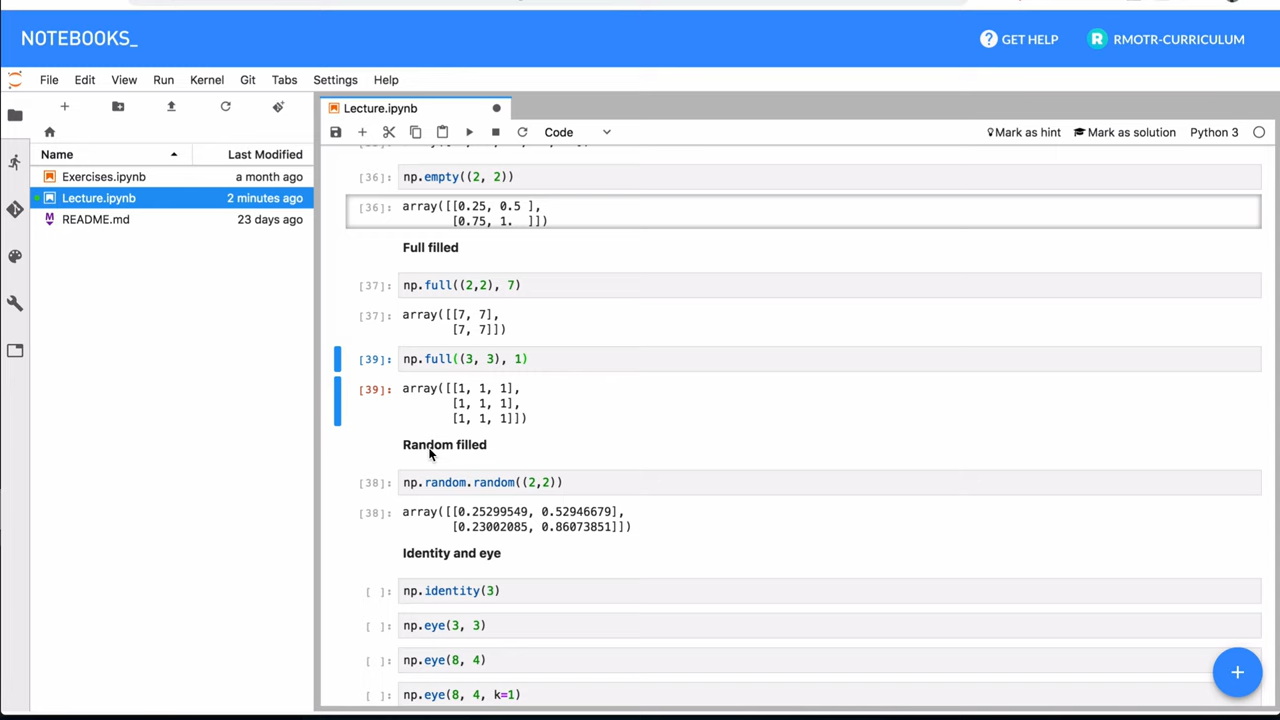 NOTEBOOKS_
GET HELP
R RMOTR-CURRICULUM
File Edit View Run Kernel Git Tabs Settings Help
Name Last Modified
Exercises.ipynb a month ago
Lecture.ipynb 2 minutes ago
README.md 23 days ago
Lecture.ipynb
Code Mark as hint Mark as solution Python 3
[36]: np.empty((2, 2))
[36]: array([[0.25, 0.5 ],
[0.75, 1. ]])
Full filled
[37]: np.full((2,2), 7)
[37]: array([[7, 7],
[7, 7]])
[39]: np.full((3, 3), 1)
[39]: array([[1, 1, 1],
[1, 1, 1],
[1, 1, 1]])
Random filled
[38]: np.random.random((2,2))
[38]: array([[0.25299549, 0.52946679],
[0.23002085, 0.86073851]])
Identity and eye
[ ]: np.identity(3)
[ ]: np.eye(3, 3)
[ ]: np.eye(8, 4)
[ ]: np.eye(8, 4, k=1)